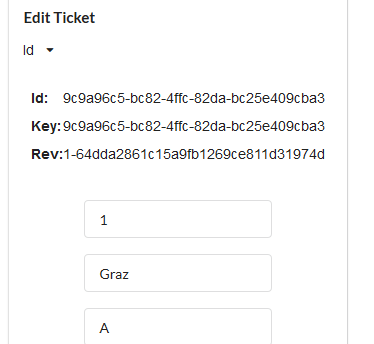 Edit Ticket
Id
Id: 9c9a96c5-bc82-4ffc-82da-bc25e409cba3
Key: 9c9a96c5-bc82-4ffc-82da-bc25e409cba3
Rev: 1-64dda2861c15a9fb1269ce811d31974d
1
Graz
A